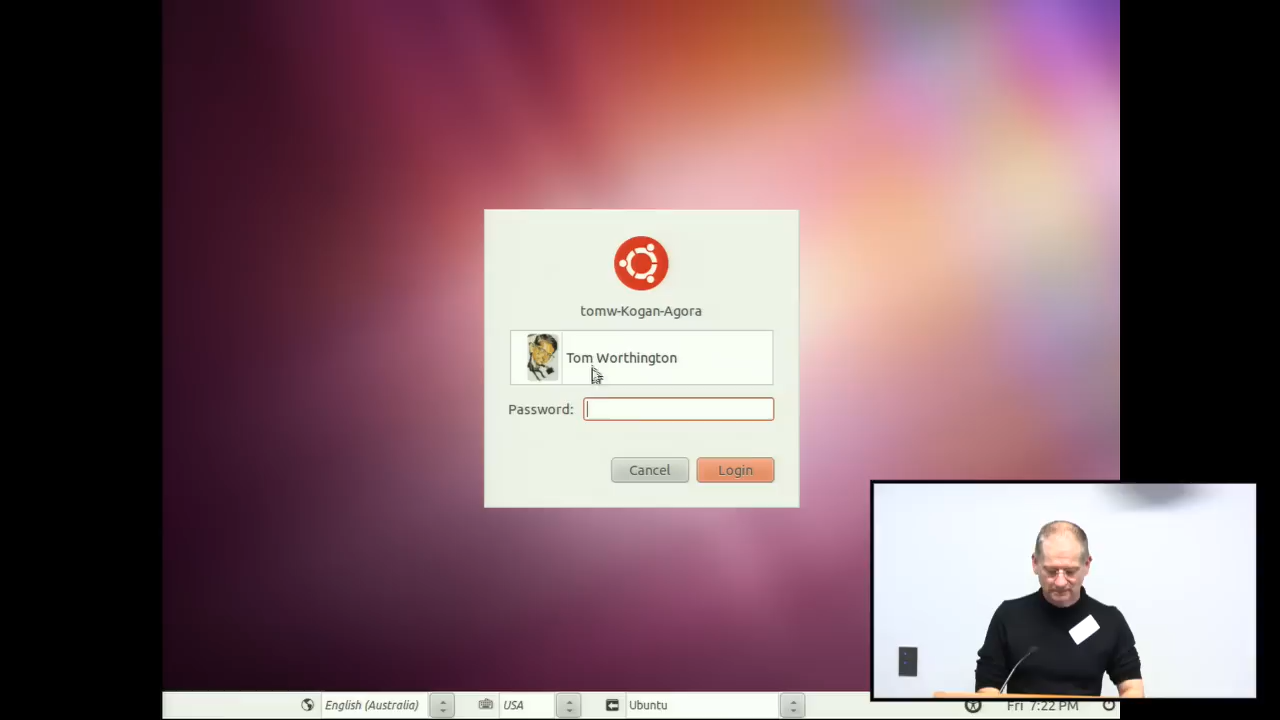 tomw-Kogan-Agora
Tom Worthington
Password:
Cancel
Login
English (Australia)
USA
Ubuntu
Fri 7:22 PM